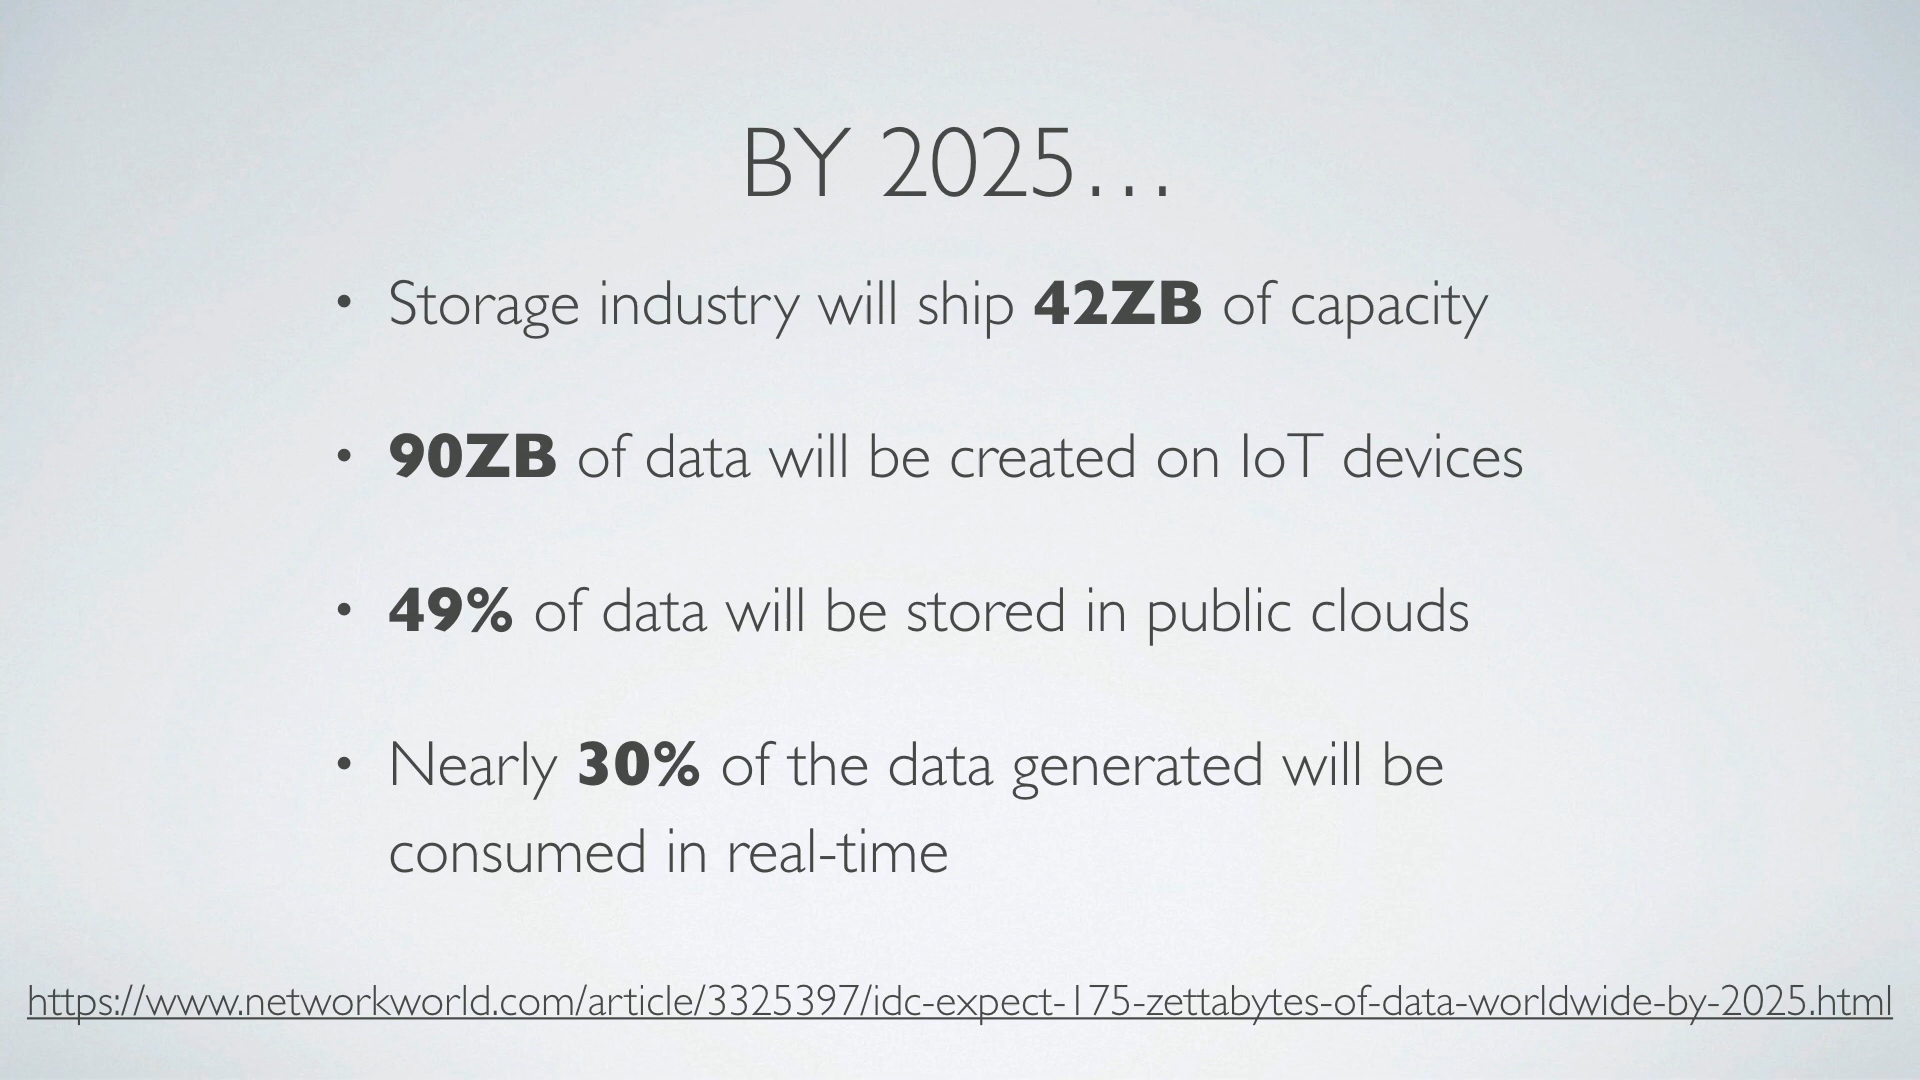 BY 2025…
• Storage industry will ship 42ZB of capacity
• 90ZB of data will be created on IoT devices
• 49% of data will be stored in public clouds
• Nearly 30% of the data generated will be
consumed in real-time
https://www.networkworld.com/article/3325397/idc-expect-175-zettabytes-of-data-worldwide-by-2025.html